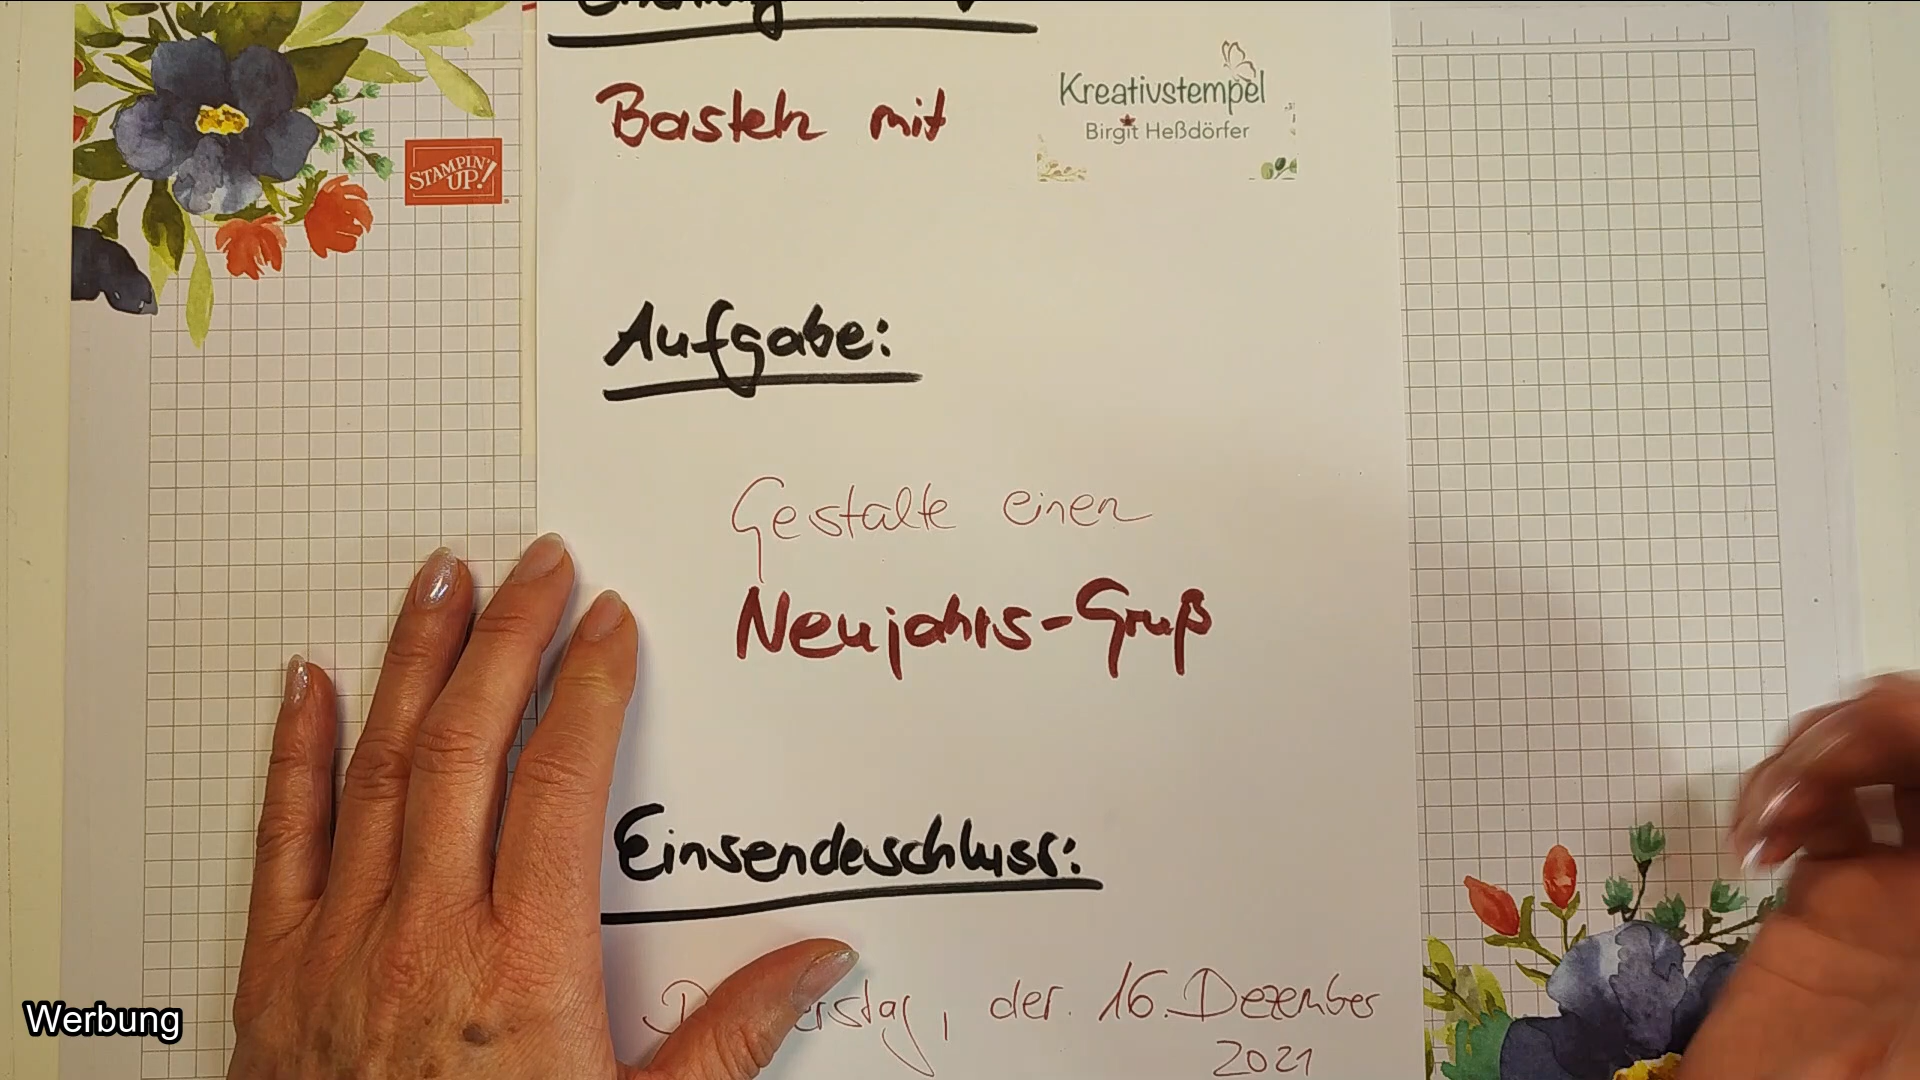 Basteln mit
Kreativstempel
Birgit Heßdörfer
STAMPIN'
UP!
Aufgabe:
Gestalte einen
Neujahrs-Gruß
Einsendeschluss:
der 16. Dezember
2021
Werbung